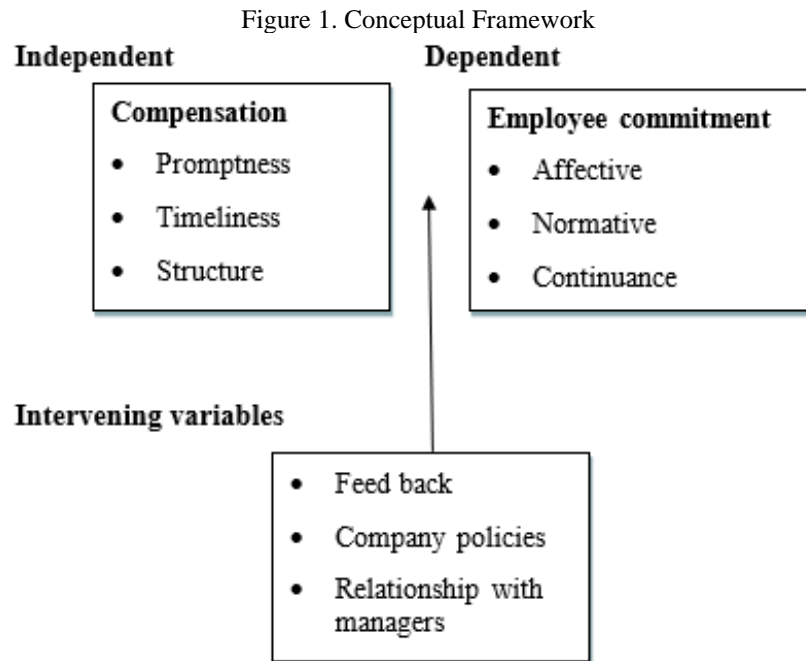 Figure 1. Conceptual Framework
Independent
Dependent
Compensation
• Promptness
• Timeliness
• Structure
Employee commitment
• Affective
• Normative
• Continuance
Intervening variables
• Feed back
• Company policies
• Relationship with
managers